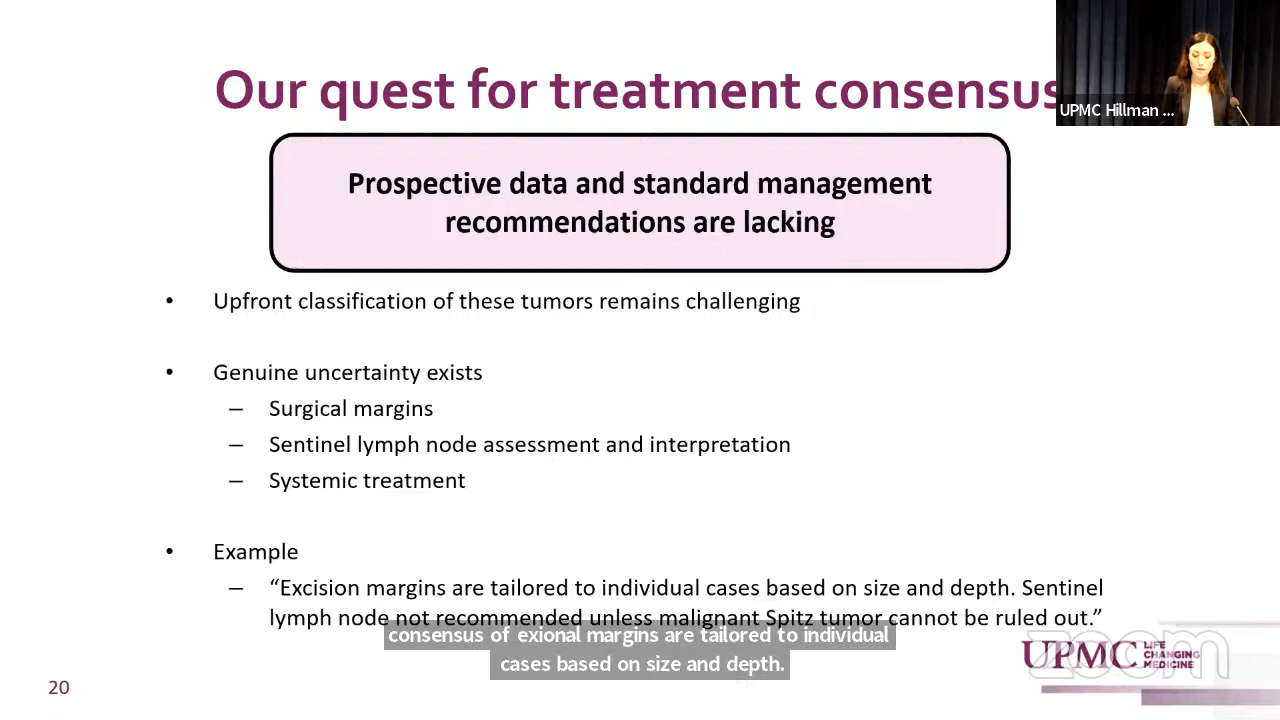 Our quest for treatment consensus
UPMC Hillman ...
Prospective data and standard management
recommendations are lacking
• Upfront classification of these tumors remains challenging
• Genuine uncertainty exists
– Surgical margins
– Sentinel lymph node assessment and interpretation
– Systemic treatment
• Example
– “Excision margins are tailored to individual cases based on size and depth. Sentinel
lymph node not recommended unless malignant Spitz tumor cannot be ruled out.”
consensus of exional margins are tailored to individual
cases based on size and depth.
UPMC LIFE
CHANGING
MEDICINE
zoom
20